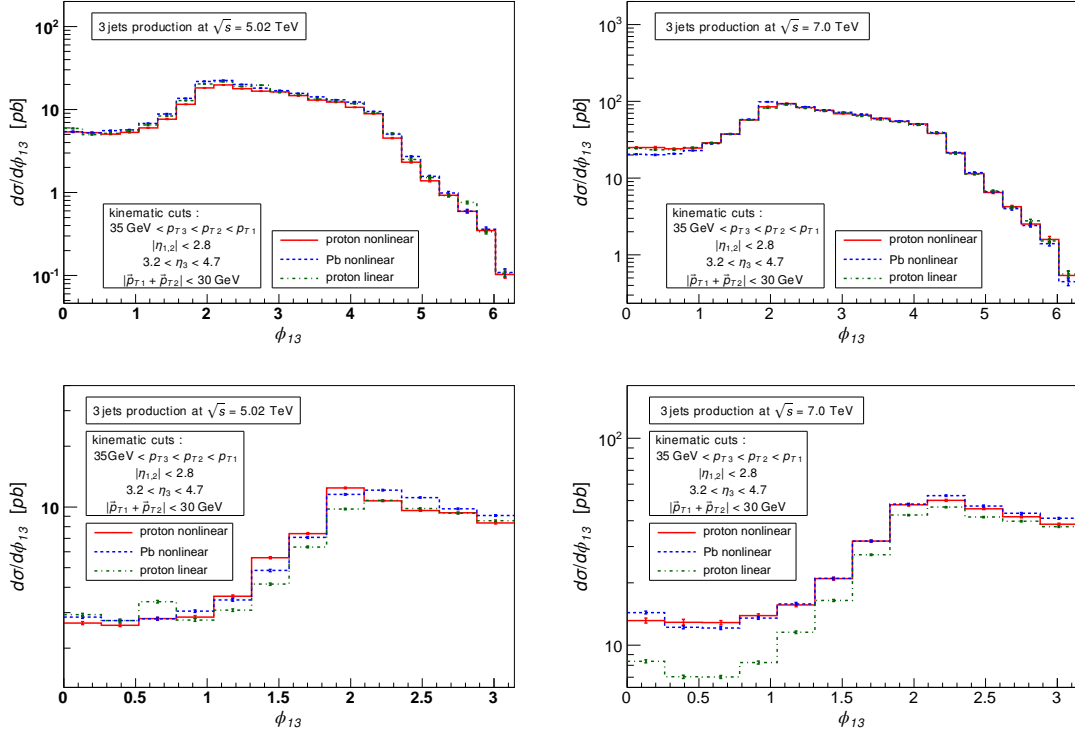 3 jets production at √s = 5.02 TeV
dσ/dφ13 [pb]
10²
10
1
10⁻¹
kinematic cuts :
35 GeV < pT3 < pT2 < pT1
|η1,2| < 2.8
3.2 < η3 < 4.7
|p⃗T1 + p⃗T2| < 30 GeV
proton nonlinear
Pb nonlinear
proton linear
0 1 2 3 4 5 6
φ13
3 jets production at √s = 7.0 TeV
dσ/dφ13 [pb]
10³
10²
10
1
kinematic cuts :
35 GeV < pT3 < pT2 < pT1
|η1,2| < 2.8
3.2 < η3 < 4.7
|p⃗T1 + p⃗T2| < 30 GeV
proton nonlinear
Pb nonlinear
proton linear
0 1 2 3 4 5 6
φ13
3 jets production at √s = 5.02 TeV
dσ/dφ13 [pb]
10
kinematic cuts :
35GeV < pT3 < pT2 < pT1
|η1,2| < 2.8
3.2 < η3 < 4.7
|p⃗T1 + p⃗T2| < 30 GeV
proton nonlinear
Pb nonlinear
proton linear
0 0.5 1 1.5 2 2.5 3
φ13
3 jets production at √s = 7.0 TeV
dσ/dφ13 [pb]
10²
10
kinematic cuts :
35 GeV < pT3 < pT2 < pT1
|η1,2| < 2.8
3.2 < η3 < 4.7
|p⃗T1 + p⃗T2| < 30 GeV
proton nonlinear
Pb nonlinear
proton linear
0 0.5 1 1.5 2 2.5 3
φ13